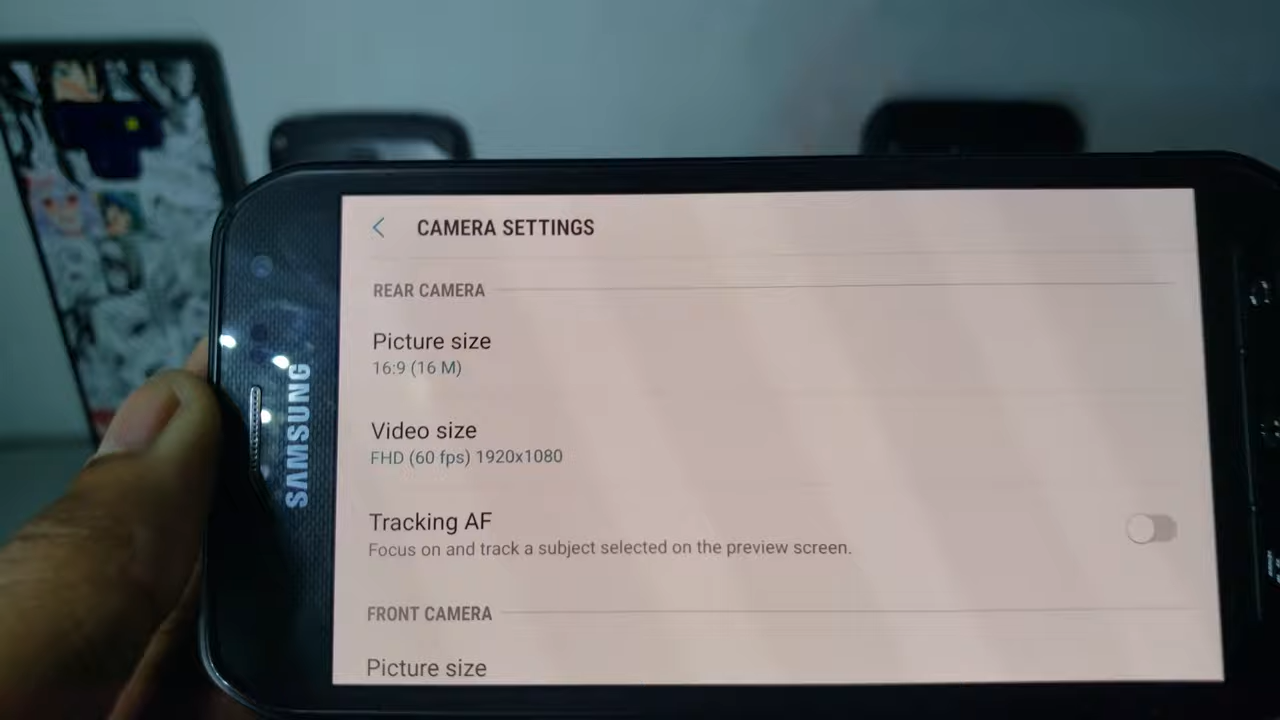 CAMERA SETTINGS
REAR CAMERA
Picture size
16:9 (16 M)
Video size
FHD (60 fps) 1920x1080
Tracking AF
Focus on and track a subject selected on the preview screen.
FRONT CAMERA
Picture size
SAMSUNG